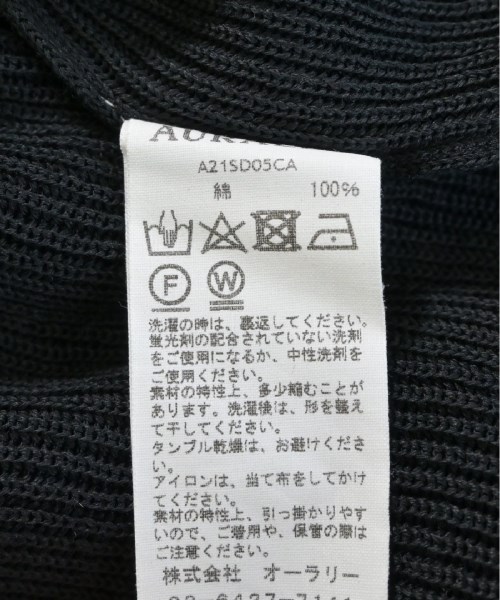 A21SD05CA
綿 100%
F W
洗濯の時は、裏返してください。
蛍光剤の配合されていない洗剤
をご使用になるか、中性洗剤を
ご使用ください。
素材の特性上、多少縮むことが
あります。洗濯後は、形を整え
て干してください。
タンブル乾燥は、お避けくださ
い。
アイロンは、当て布をしてかけ
てください。
素材の特性上、引っ掛かりやす
いので、ご着用や、保管の際は
ご注意ください。
株式会社 オーラリー